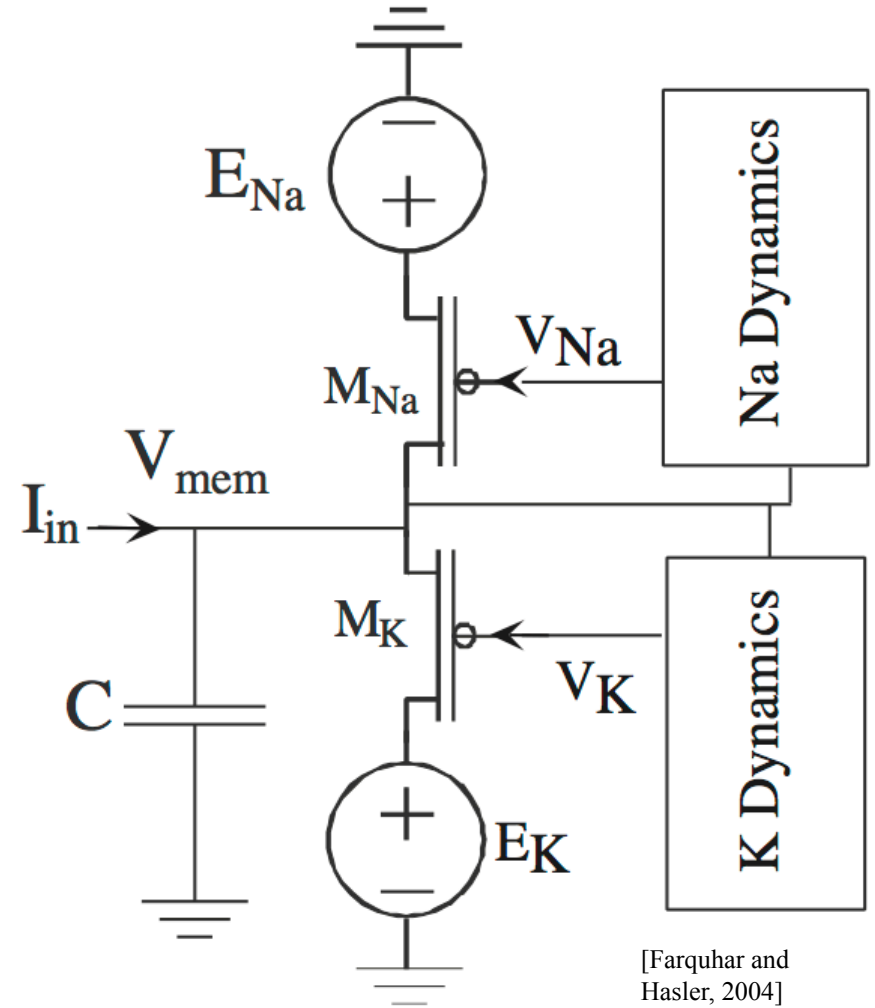 E_Na
Na Dynamics
V_Na
M_Na
V_mem
I_in
M_K
V_K
C
K Dynamics
E_K
[Farquhar and
Hasler, 2004]